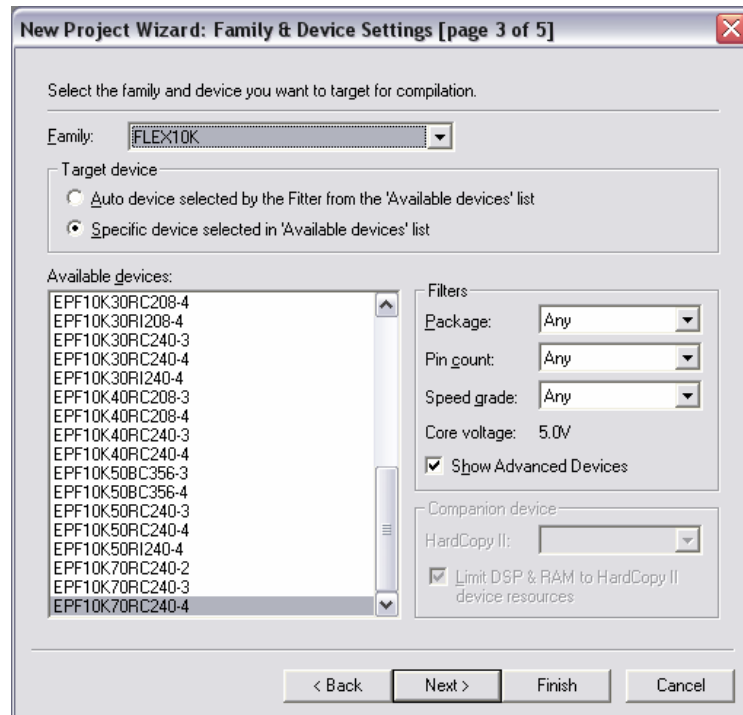 New Project Wizard: Family & Device Settings [page 3 of 5]
Select the family and device you want to target for compilation.
Family: FLEX10K
Target device
Auto device selected by the Fitter from the 'Available devices' list
Specific device selected in 'Available devices' list
Available devices:
EPF10K30RC208-4
EPF10K30RI208-4
EPF10K30RC240-3
EPF10K30RC240-4
EPF10K30RI240-4
EPF10K40RC208-3
EPF10K40RC208-4
EPF10K40RC240-3
EPF10K40RC240-4
EPF10K50BC356-3
EPF10K50BC356-4
EPF10K50RC240-3
EPF10K50RC240-4
EPF10K50RI240-4
EPF10K70RC240-2
EPF10K70RC240-3
EPF10K70RC240-4
Filters
Package: Any
Pin count: Any
Speed grade: Any
Core voltage: 5.0V
Show Advanced Devices
Companion device
HardCopy II:
Limit DSP & RAM to HardCopy II
device resources
< Back Next > Finish Cancel